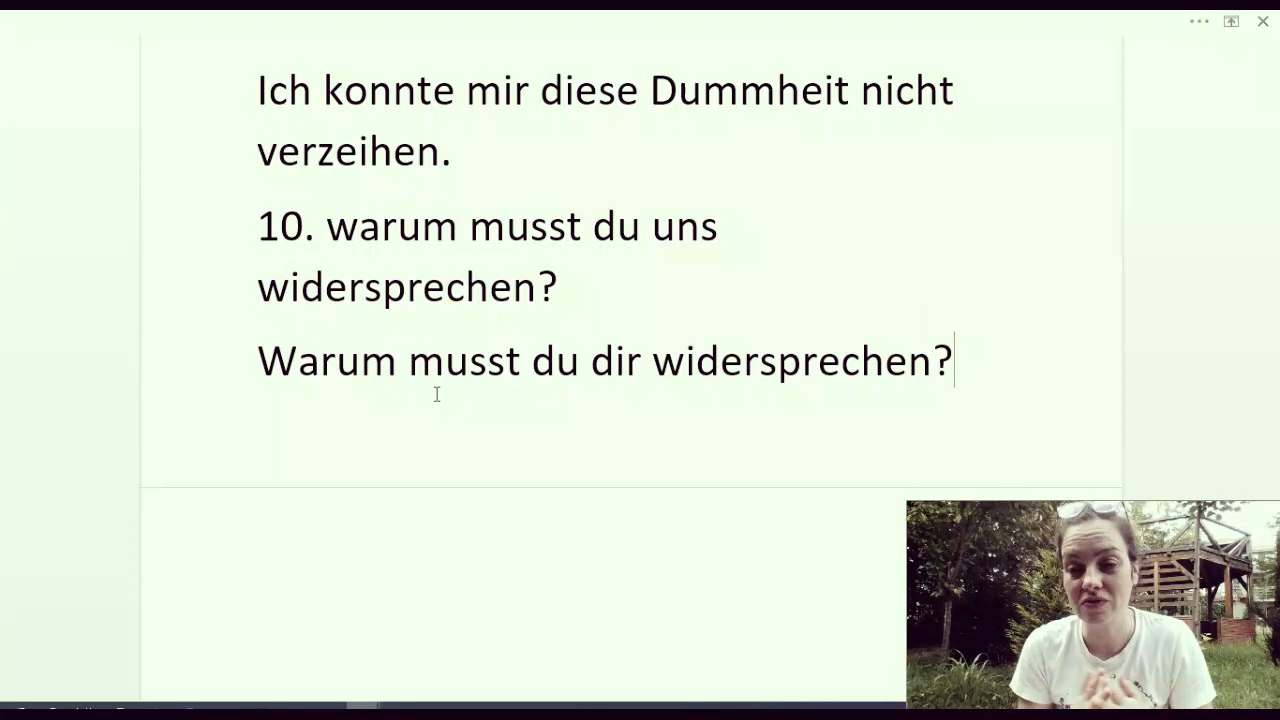 Ich konnte mir diese Dummheit nicht
verzeihen.
10. warum musst du uns
widersprechen?
Warum musst du dir widersprechen?